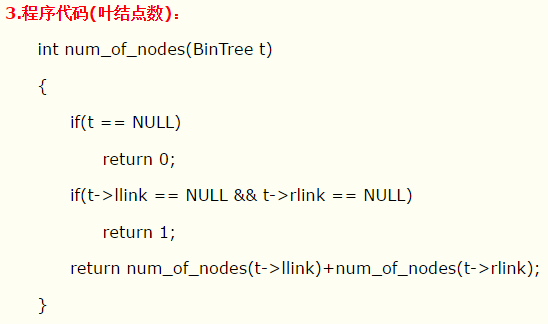 3.程序代码(叶结点数)：
int num_of_nodes(BinTree t)
{
if(t == NULL)
return 0;
if(t->llink == NULL && t->rlink == NULL)
return 1;
return num_of_nodes(t->llink)+num_of_nodes(t->rlink);
}